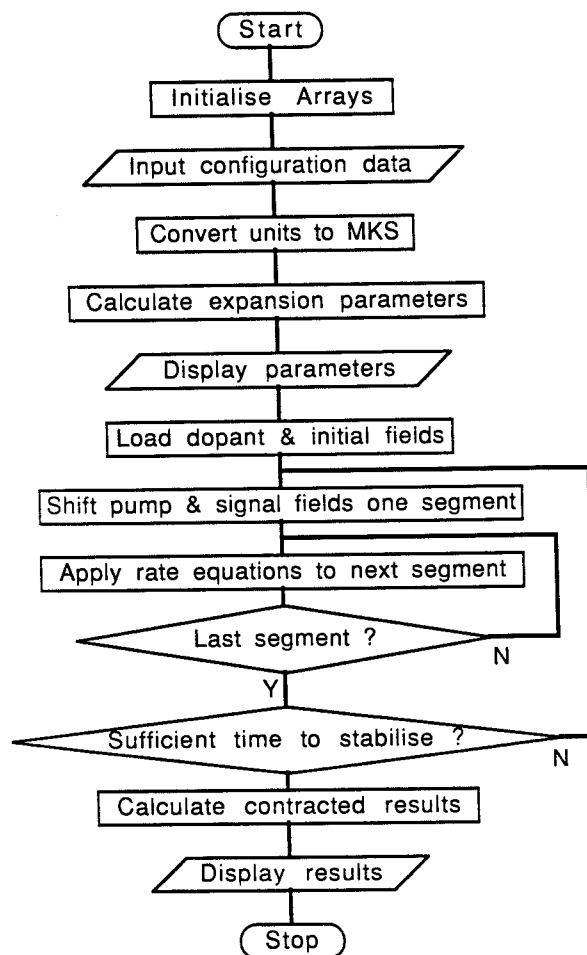 Start
Initialise Arrays
Input configuration data
Convert units to MKS
Calculate expansion parameters
Display parameters
Load dopant & initial fields
Shift pump & signal fields one segment
Apply rate equations to next segment
Last segment ?
N
Y
Sufficient time to stabilise ?
N
Calculate contracted results
Display results
Stop